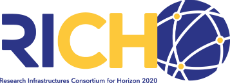 RICH
Research Infrastructures Consortium for Horizon 2020